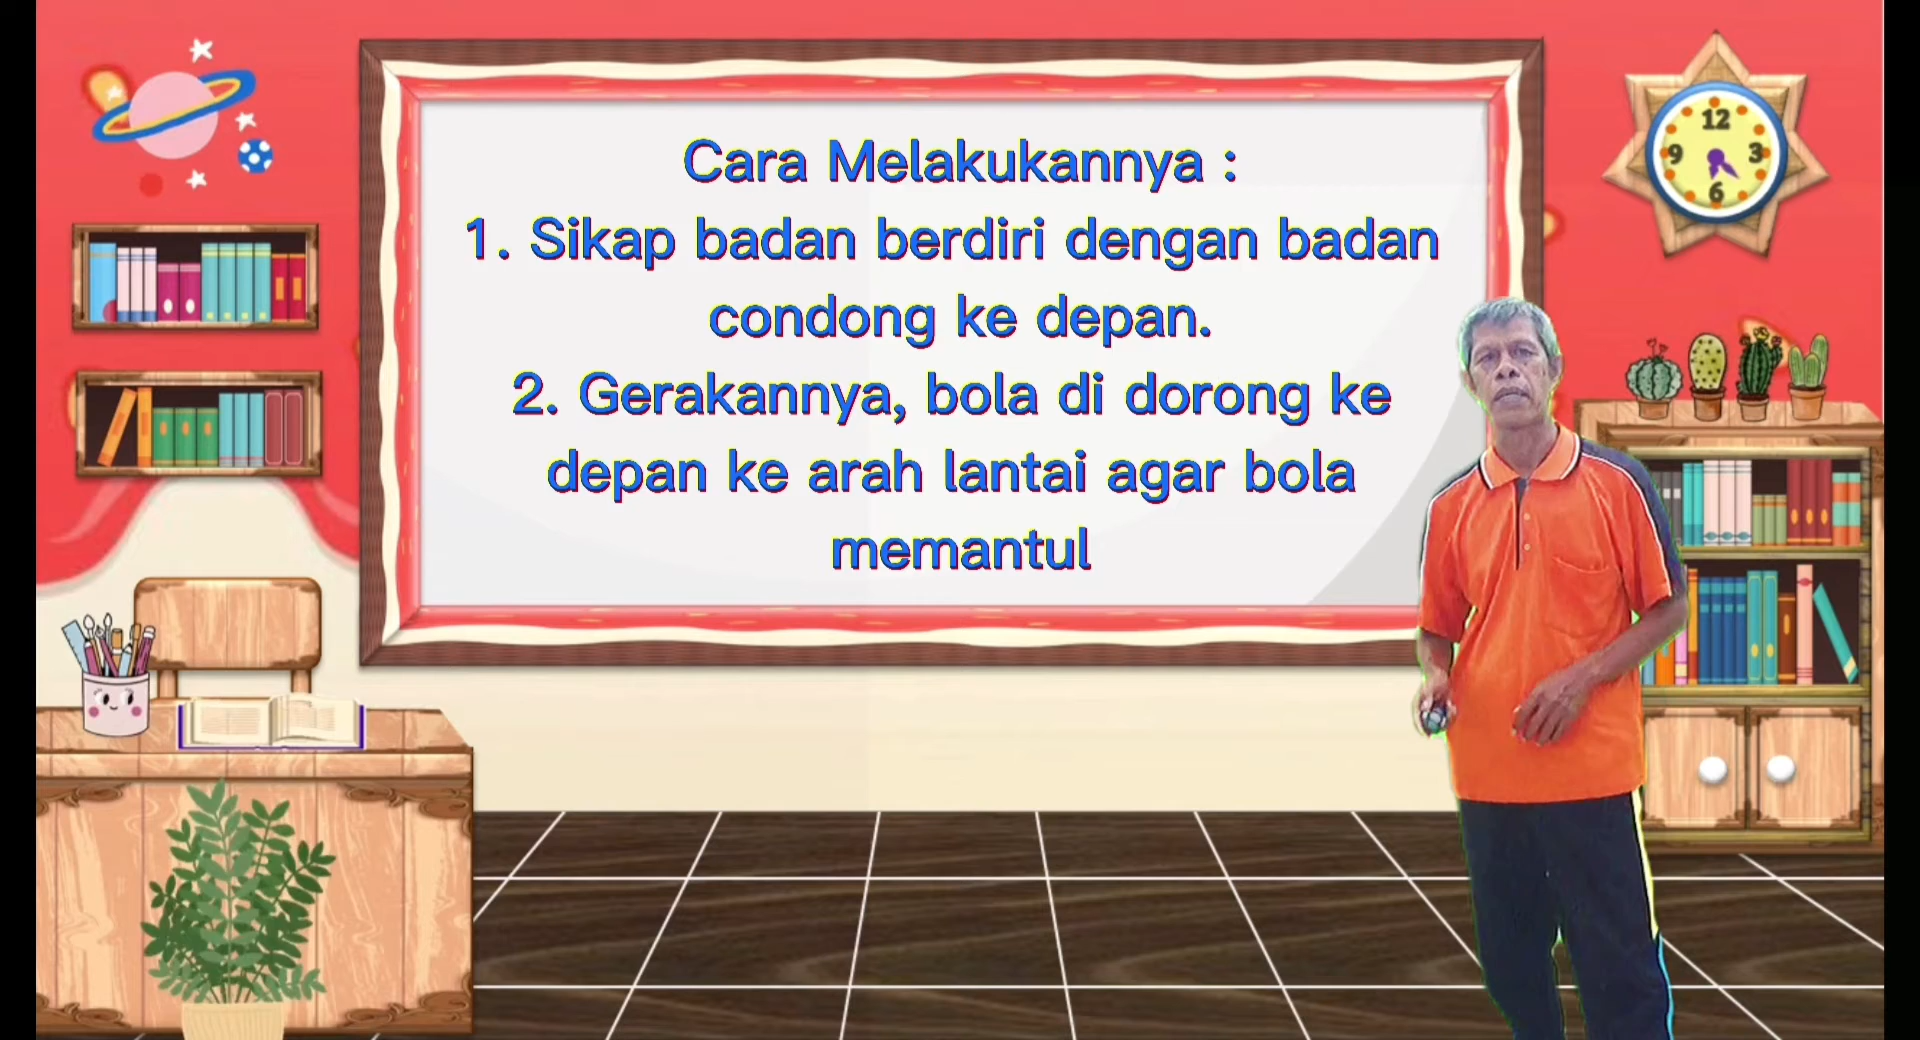 Cara Melakukannya :
1. Sikap badan berdiri dengan badan
condong ke depan.
2. Gerakannya, bola di dorong ke
depan ke arah lantai agar bola
memantul
12
9 3
6